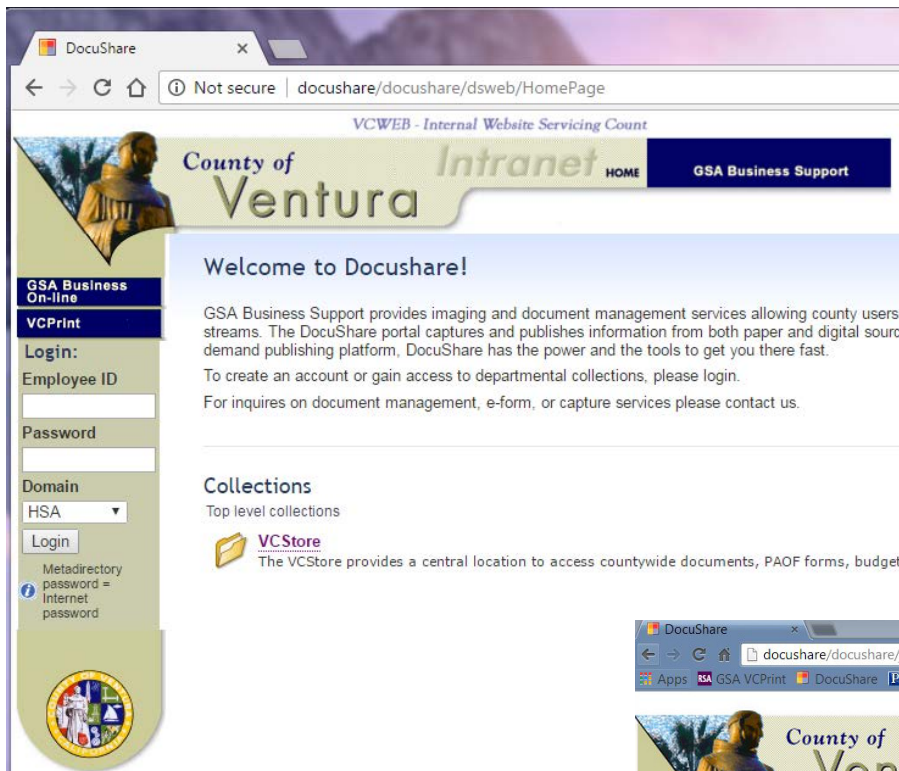 DocuShare
Not secure | docushare/docushare/dsweb/HomePage
VCWEB - Internal Website Servicing Count
County of
Ventura
Intranet HOME
GSA Business Support
GSA Business
On-line
VCPrint
Login:
Employee ID
Password
Domain
HSA
Login
Metadirectory
password =
Internet
password
Welcome to Docushare!
GSA Business Support provides imaging and document management services allowing county users
streams. The DocuShare portal captures and publishes information from both paper and digital sourc
demand publishing platform, DocuShare has the power and the tools to get you there fast.
To create an account or gain access to departmental collections, please login.
For inquires on document management, e-form, or capture services please contact us.
Collections
Top level collections
VCStore
The VCStore provides a central location to access countywide documents, PAOF forms, budget
COUNTY OF VENTURA
CALIFORNIA
DocuShare
docushare/docushare/
Apps RSA GSA VCPrint DocuShare P
County of
Ven